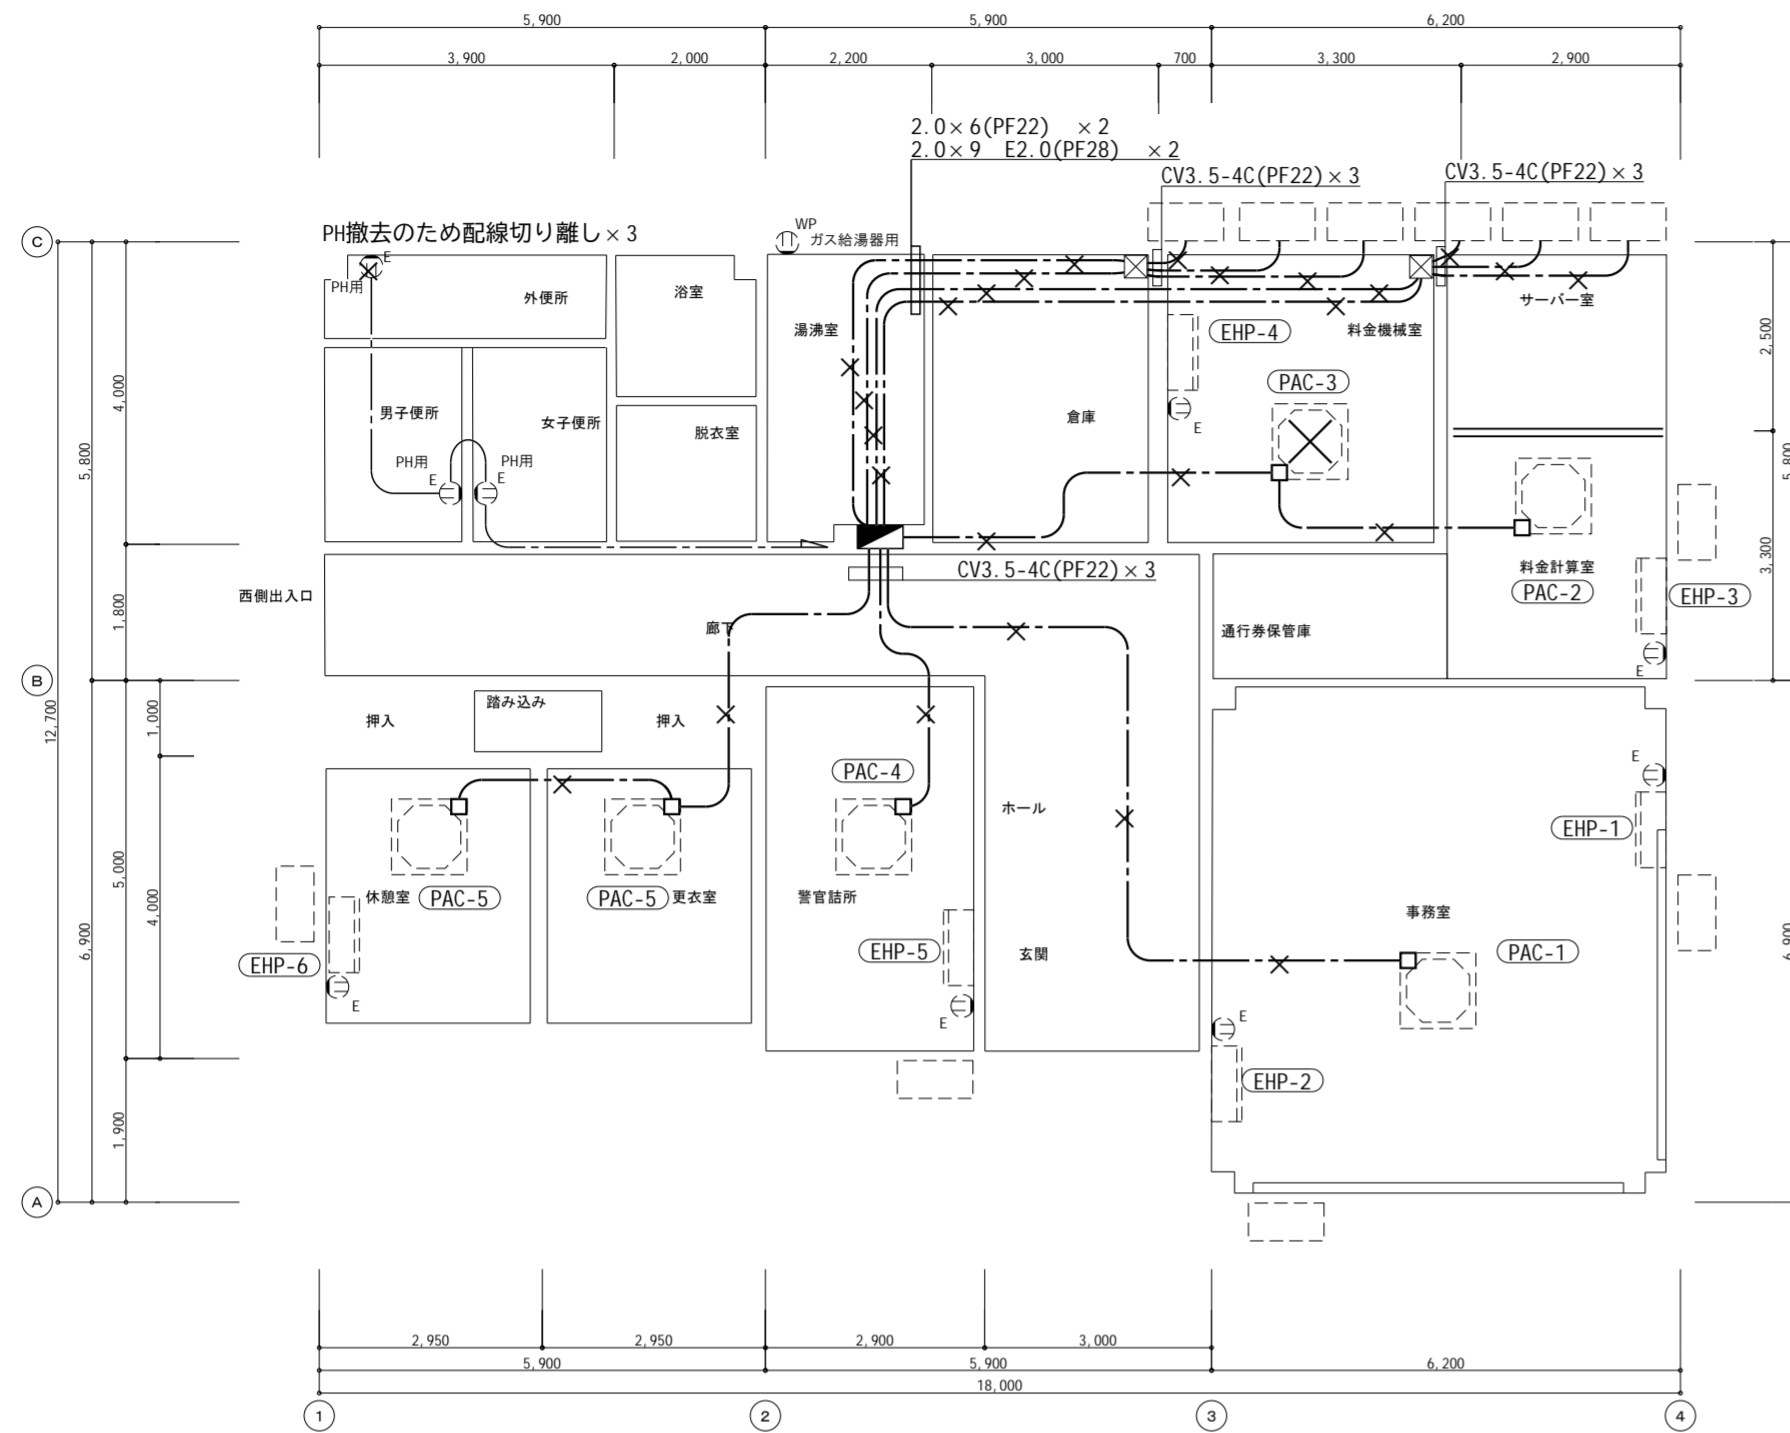 5,900
5,900
6,200
3,900
2,000
2,200
3,000
700
3,300
2,900
2.0×6(PF22) ×2
2.0×9 E2.0(PF28) ×2
CV3.5-4C(PF22)×3
CV3.5-4C(PF22)×3
PH撤去のため配線切り離し×3
WP
ガス給湯器用
C
E
PH用
外便所
浴室
湯沸室
EHP-4
料金機械室
サーバー室
2,500
4,000
PAC-3
男子便所
女子便所
脱衣室
倉庫
E
PH用
PH用
E
E
5,800
5,800
3,300
CV3.5-4C(PF22)×3
料金計算室
PAC-2
EHP-3
西側出入口
1,800
廊下
通行券保管庫
E
B
12,700
1,000
押入
踏み込み
押入
PAC-4
E
ホール
EHP-1
5,000
4,000
6,900
6,900
休憩室
PAC-5
PAC-5
更衣室
警官詰所
事務室
EHP-6
EHP-5
玄関
PAC-1
E
E
E
EHP-2
1,900
A
2,950
2,950
2,900
3,000
5,900
5,900
6,200
18,000
1
2
3
4